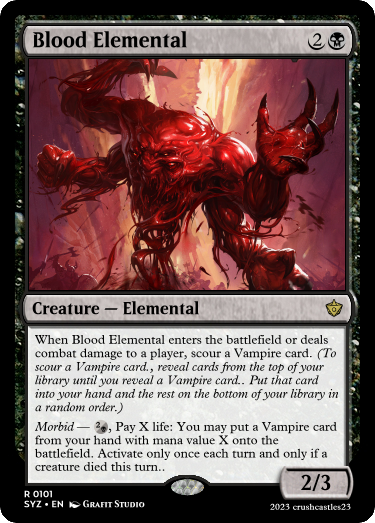 Blood Elemental 2
Creature — Elemental
When Blood Elemental enters the battlefield or deals
combat damage to a player, scour a Vampire card. (To
scour a Vampire card., reveal cards from the top of your
library until you reveal a Vampire card.. Put that card
into your hand and the rest on the bottom of your library in
a random order.)
Morbid — , Pay X life: You may put a Vampire card
from your hand with mana value X onto the
battlefield. Activate only once each turn and only if a
creature died this turn..
2/3
R 0101
SYZ • EN Grafit Studio
2023 crushcastles23